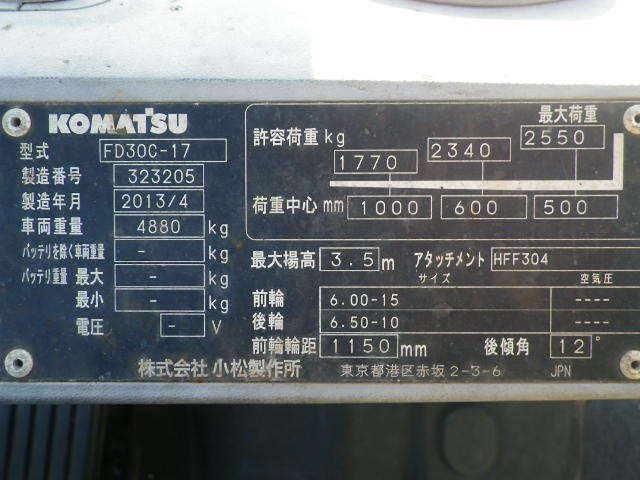 KOMATSU
型式 FD30C-17
製造番号 323205
製造年月 2013/4
車両重量 4880 kg
バッテリを除く車両重量 - kg
バッテリ重量 最大 - kg
最小 - kg
電圧 - V
最大荷重
許容荷重 kg 1770 2340 2550
荷重中心 mm 1000 600 500
最大揚高 3.5 m アタッチメント HFF304
サイズ 空気圧
前輪 6.00-15 ----
後輪 6.50-10 ----
前輪輪距 1150 mm 後傾角 12°
株式会社 小松製作所 東京都港区赤坂 2-3-6 JPN